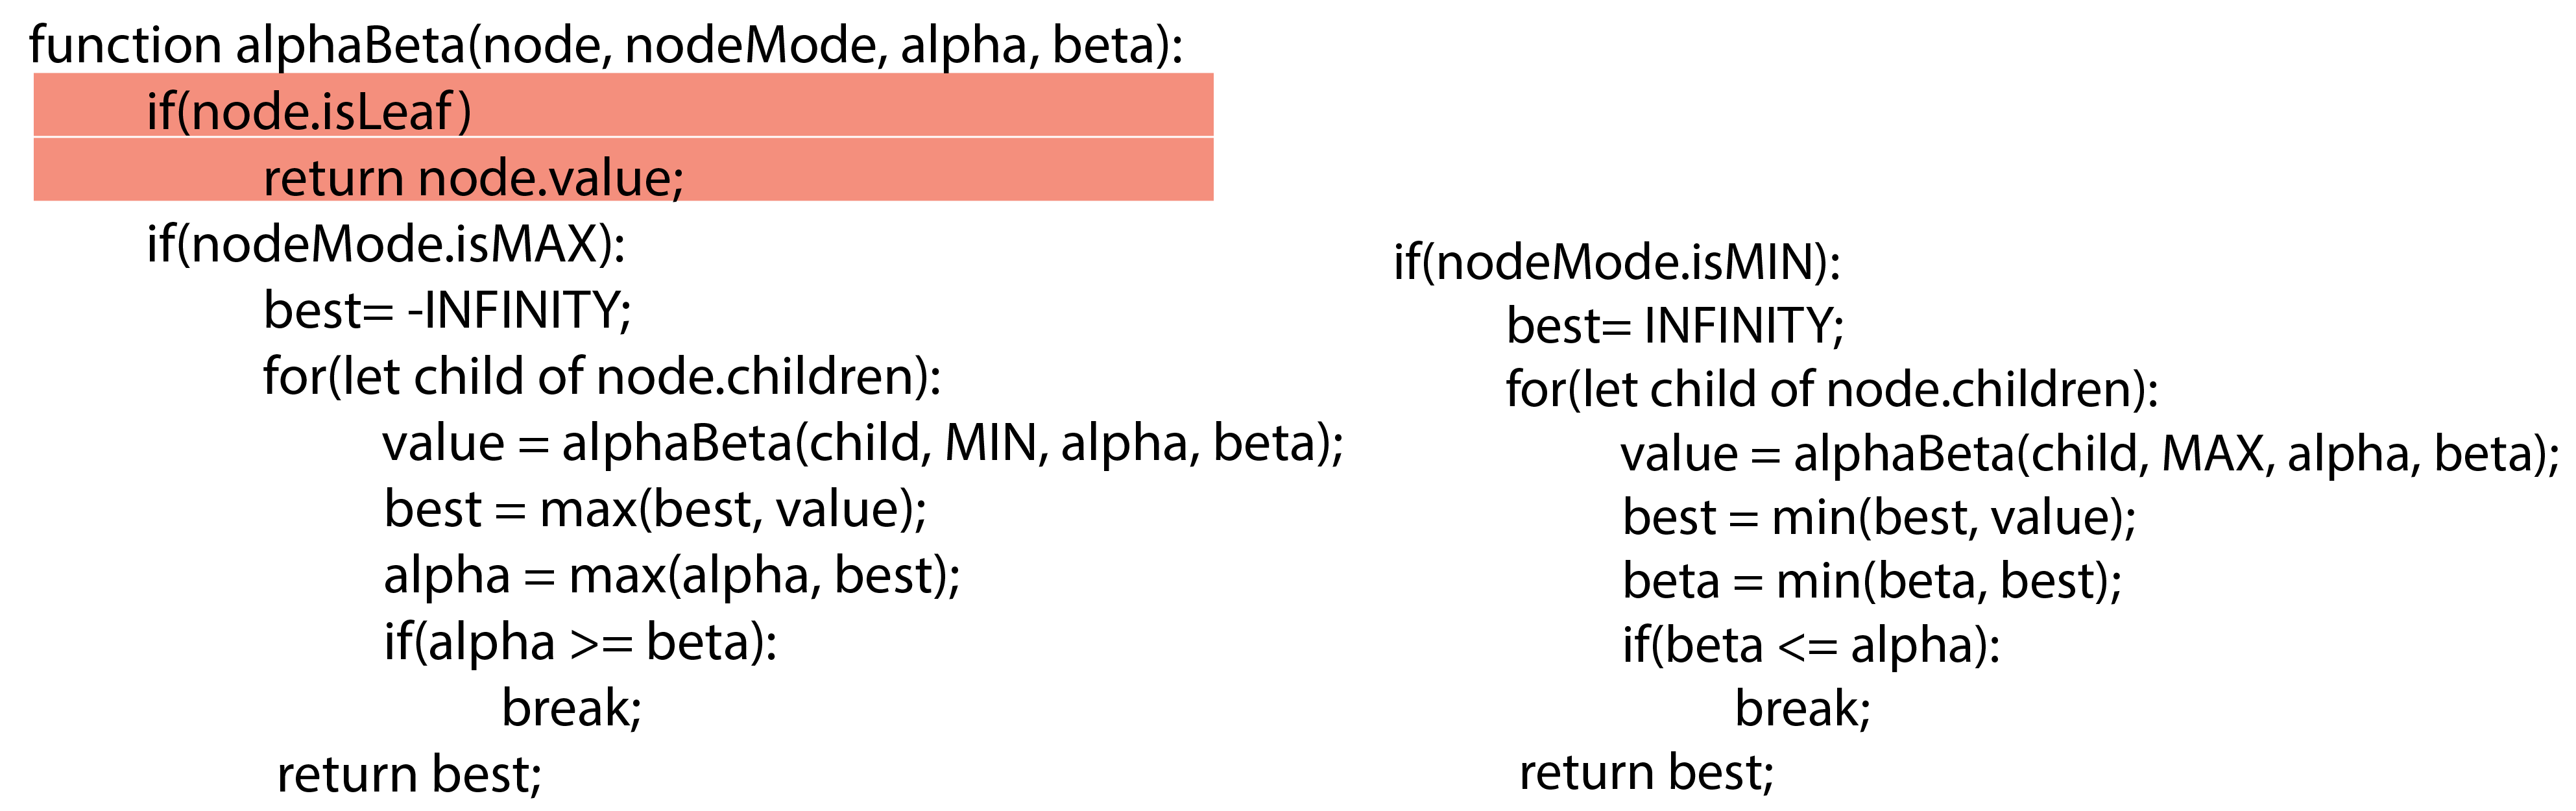 function alphaBeta(node, nodeMode, alpha, beta):
if(node.isLeaf)
return node.value;
if(nodeMode.isMAX):
best= -INFINITY;
for(let child of node.children):
value = alphaBeta(child, MIN, alpha, beta);
best = max(best, value);
alpha = max(alpha, best);
if(alpha >= beta):
break;
return best;
if(nodeMode.isMIN):
best= INFINITY;
for(let child of node.children):
value = alphaBeta(child, MAX, alpha, beta);
best = min(best, value);
beta = min(beta, best);
if(beta <= alpha):
break;
return best;